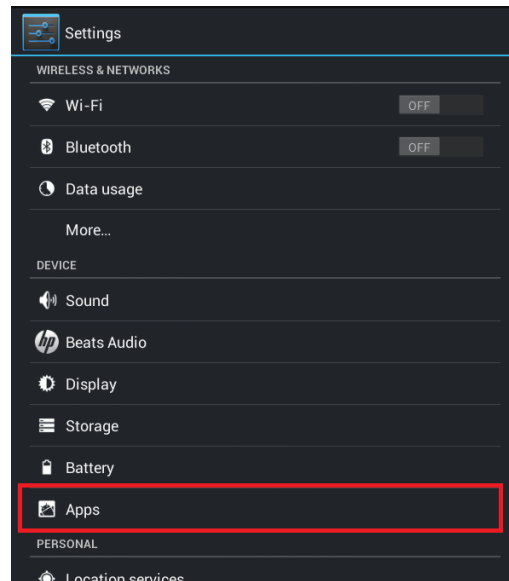 Settings
WIRELESS & NETWORKS
Wi-Fi OFF
Bluetooth OFF
Data usage
More...
DEVICE
Sound
hp Beats Audio
Display
Storage
Battery
Apps
PERSONAL
Location services